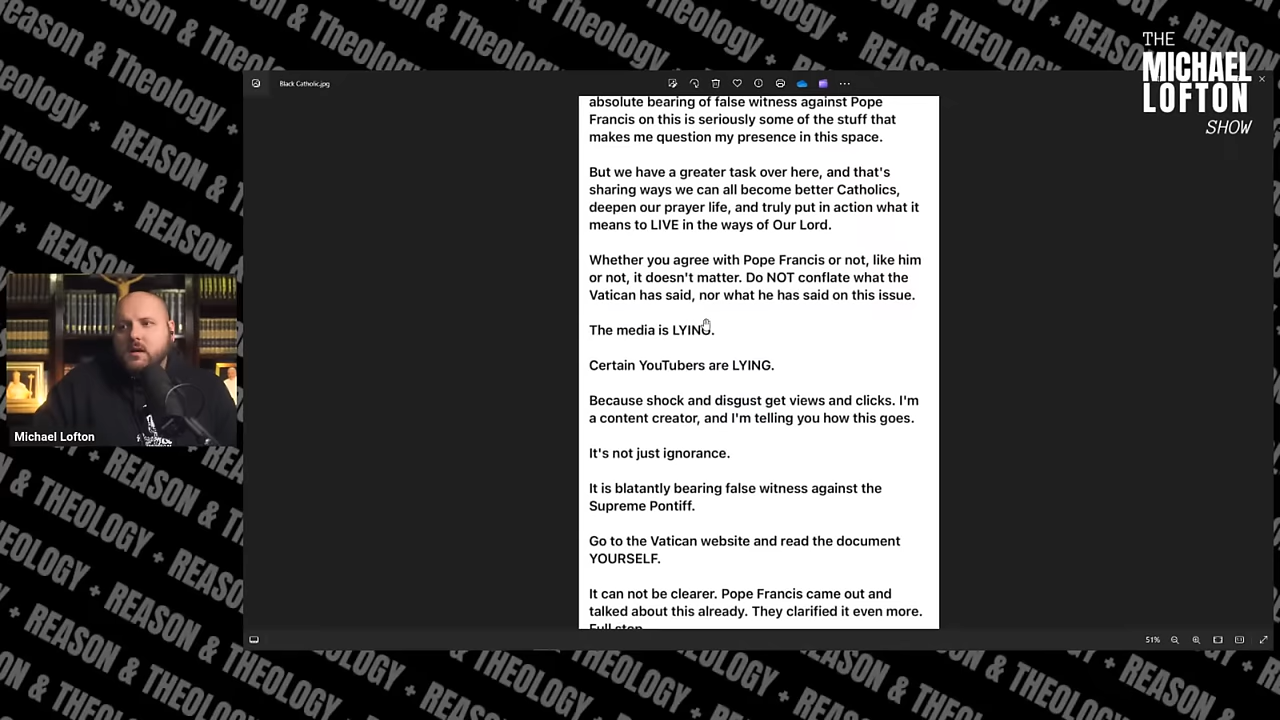 THE
MICHAEL
LOFTON
SHOW
Black Catholic.jpg
absolute bearing of false witness against Pope
Francis on this is seriously some of the stuff that
makes me question my presence in this space.
But we have a greater task over here, and that's
sharing ways we can all become better Catholics,
deepen our prayer life, and truly put in action what it
means to LIVE in the ways of Our Lord.
Whether you agree with Pope Francis or not, like him
or not, it doesn't matter. Do NOT conflate what the
Vatican has said, nor what he has said on this issue.
The media is LYING.
Certain YouTubers are LYING.
Because shock and disgust get views and clicks. I'm
a content creator, and I'm telling you how this goes.
It's not just ignorance.
It is blatantly bearing false witness against the
Supreme Pontiff.
Go to the Vatican website and read the document
YOURSELF.
It can not be clearer. Pope Francis came out and
talked about this already. They clarified it even more.
Full stop
51%
Michael Lofton
REASON & THEOLOGY + REASON & THEOLOGY